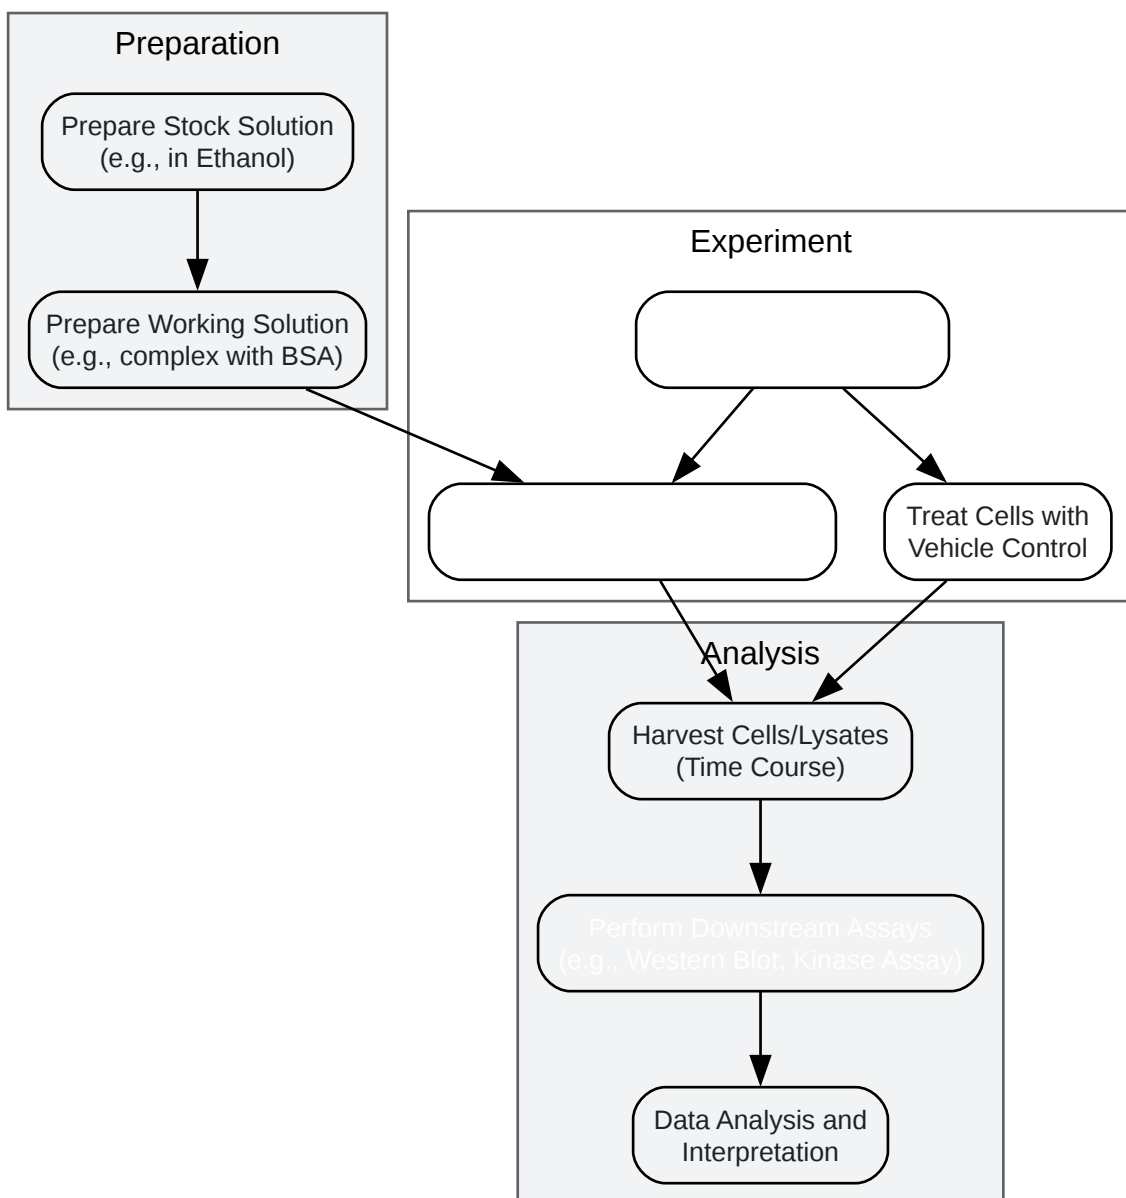 Preparation
Prepare Stock Solution
(e.g., in Ethanol)
Prepare Working Solution
(e.g., complex with BSA)
Experiment
Treat Cells with
Vehicle Control
Analysis
Harvest Cells/Lysates
(Time Course)
Perform Downstream Assays
(e.g., Western Blot, Kinase Assay)
Data Analysis and
Interpretation